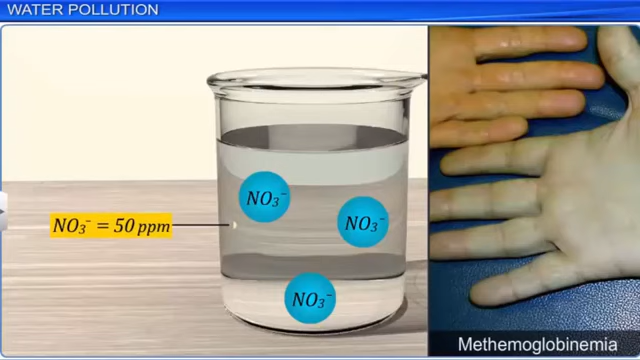 WATER POLLUTION
NO₃⁻
NO₃⁻
NO₃⁻ = 50 ppm
NO₃⁻
Methemoglobinemia